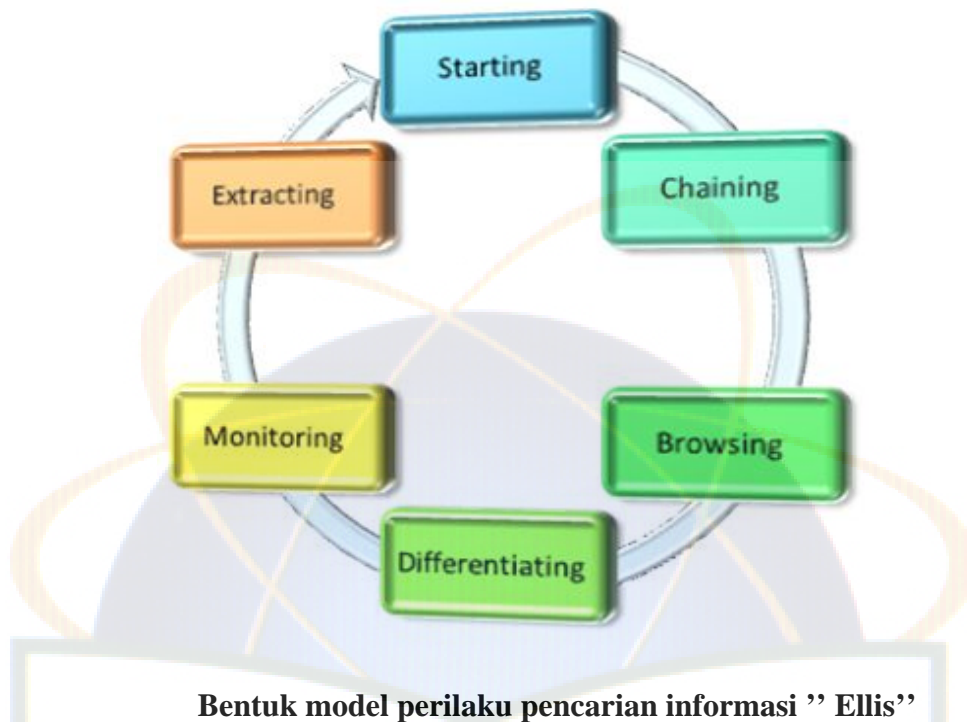 Starting
Chaining
Browsing
Differentiating
Monitoring
Extracting
Bentuk model perilaku pencarian informasi ’’ Ellis’’